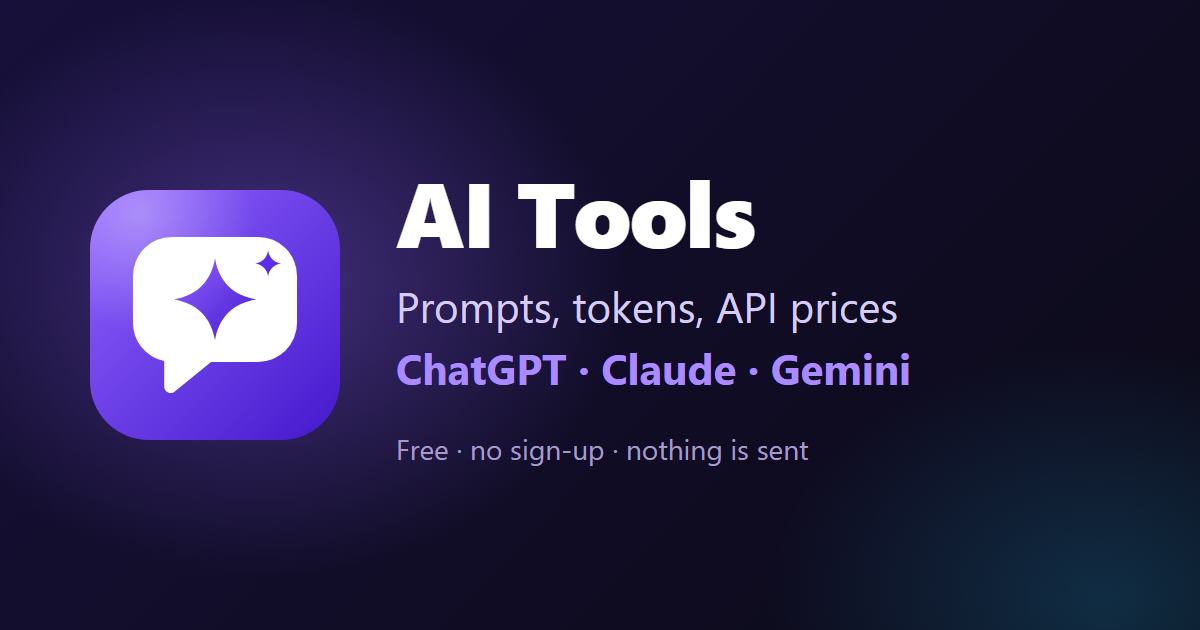 AI Tools
Prompts, tokens, API prices
ChatGPT · Claude · Gemini
Free · no sign-up · nothing is sent